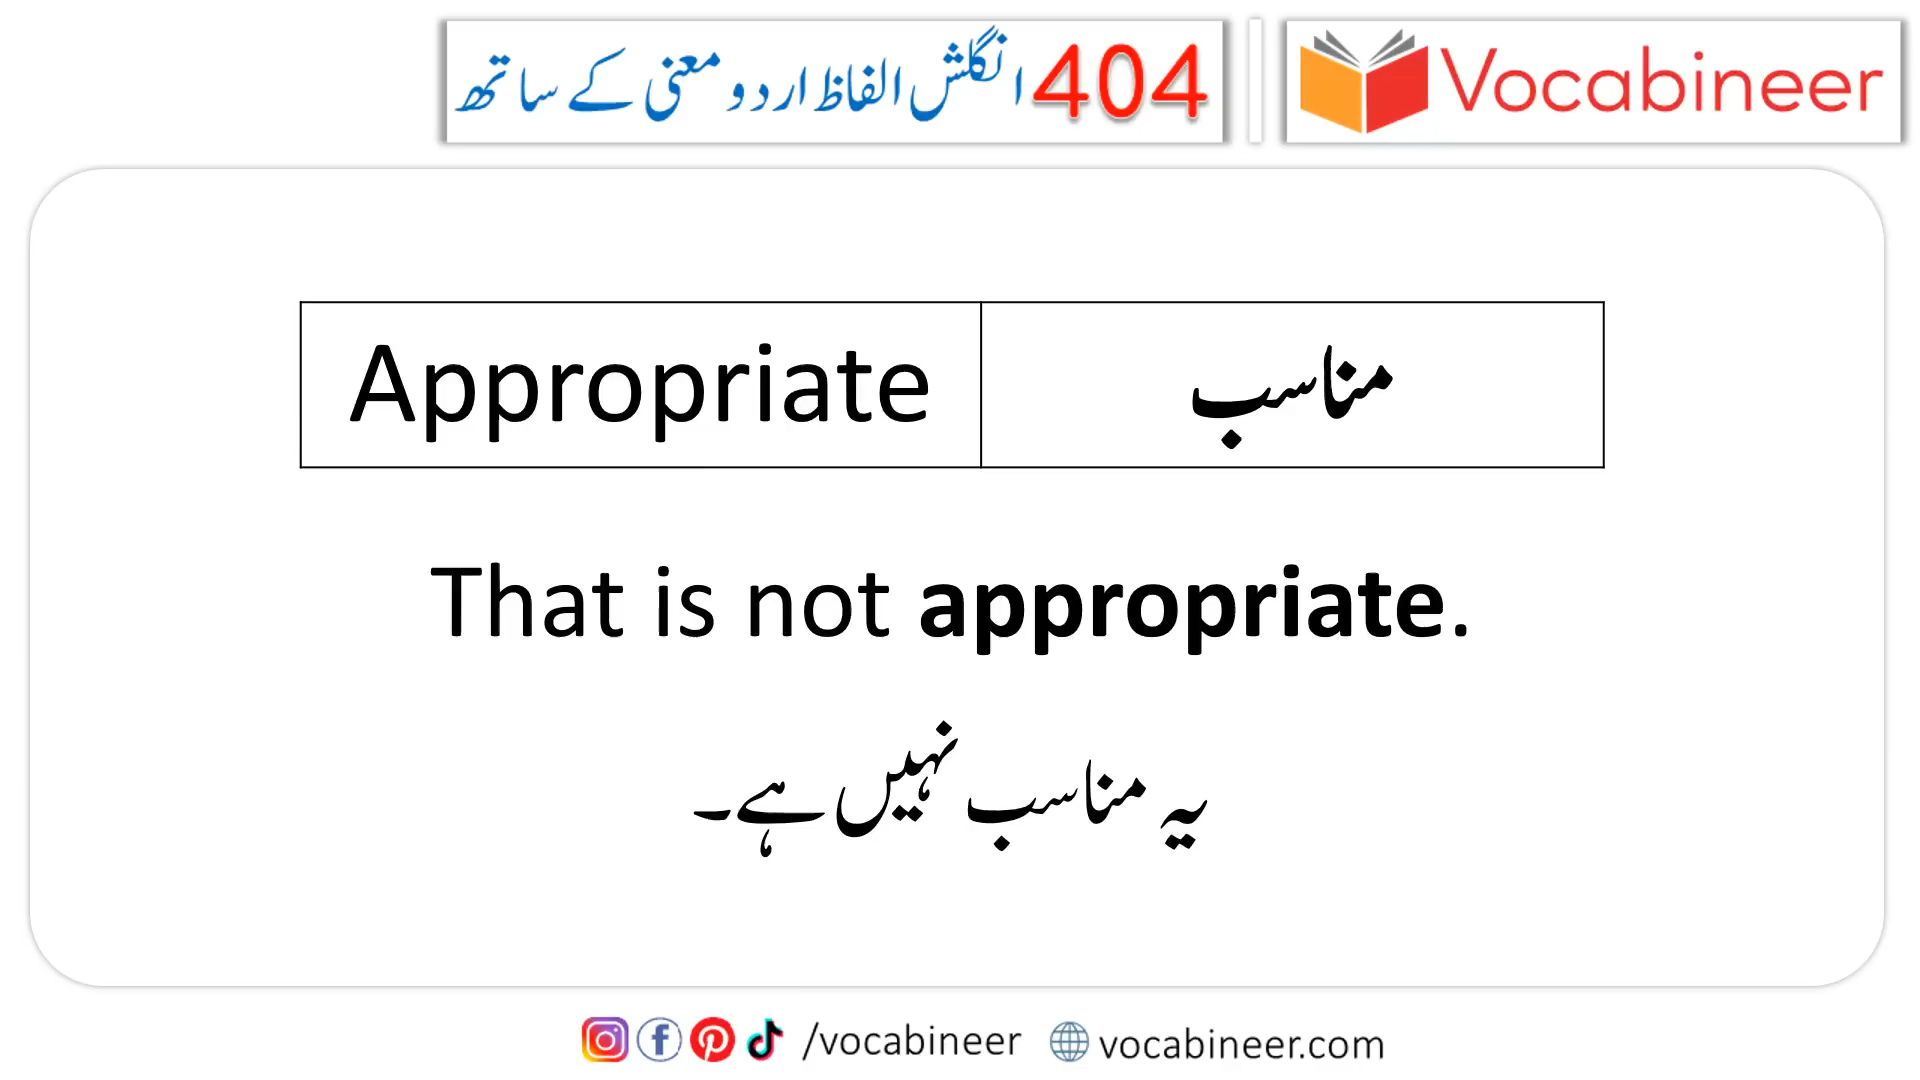 404 انگلش الفاظ اردو معنی کے ساتھ
Vocabineer
Appropriate
مناسب
That is not appropriate.
یہ مناسب نہیں ہے۔
/vocabineer
vocabineer.com